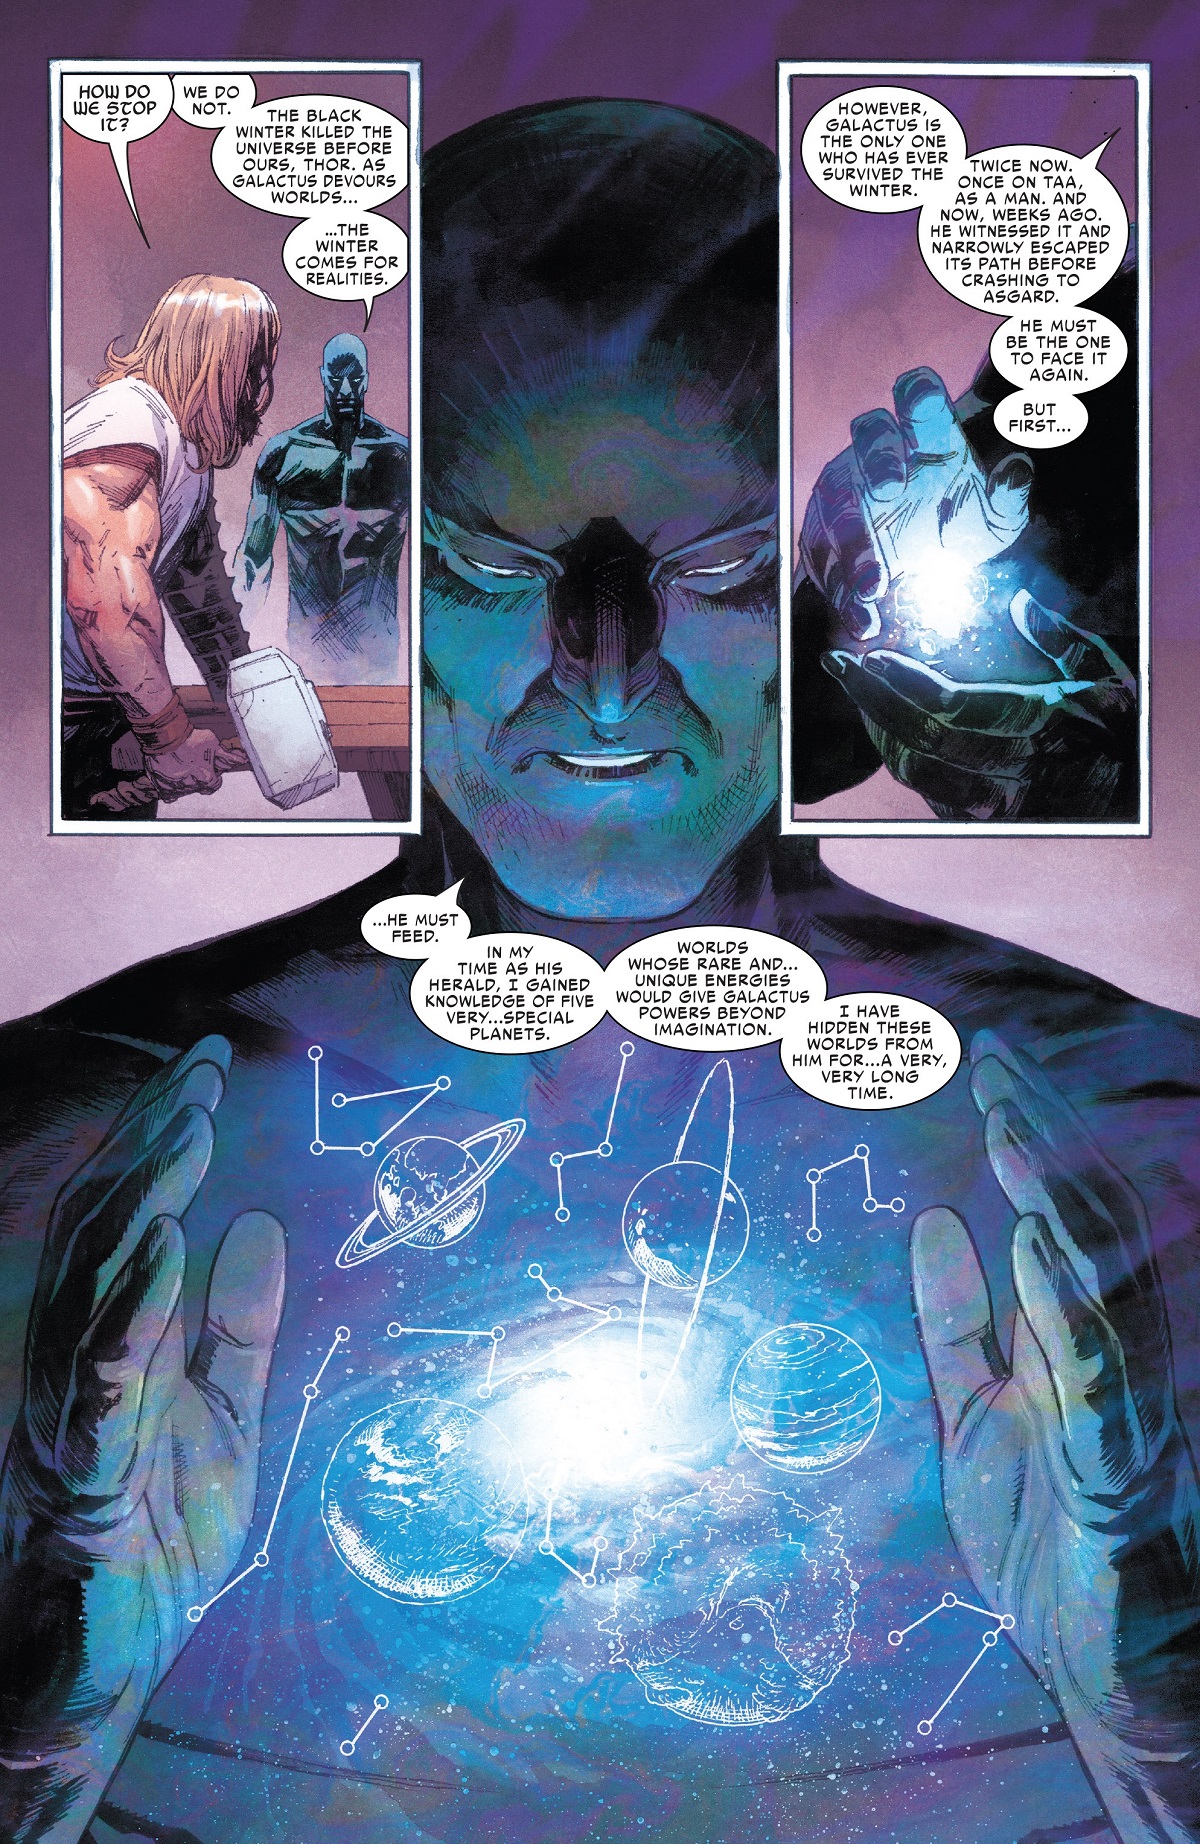 HOW DO
WE STOP
IT?
WE DO
NOT.
THE BLACK
WINTER KILLED THE
UNIVERSE BEFORE
OURS, THOR. AS
GALACTUS DEVOURS
WORLDS...
...THE
WINTER
COMES FOR
REALITIES.
HOWEVER,
GALACTUS IS
THE ONLY ONE
WHO HAS EVER
SURVIVED THE
WINTER.
TWICE NOW.
ONCE ON TAA,
AS A MAN. AND
NOW, WEEKS AGO.
HE WITNESSED IT AND
NARROWLY ESCAPED
ITS PATH BEFORE
CRASHING TO
ASGARD.
HE MUST
BE THE ONE
TO FACE IT
AGAIN.
BUT
FIRST...
...HE MUST
FEED.
IN MY
TIME AS HIS
HERALD, I GAINED
KNOWLEDGE OF FIVE
VERY...SPECIAL
PLANETS.
WORLDS
WHOSE RARE AND...
UNIQUE ENERGIES
WOULD GIVE GALACTUS
POWERS BEYOND
IMAGINATION.
I HAVE
HIDDEN THESE
WORLDS FROM
HIM FOR...A VERY,
VERY LONG
TIME.